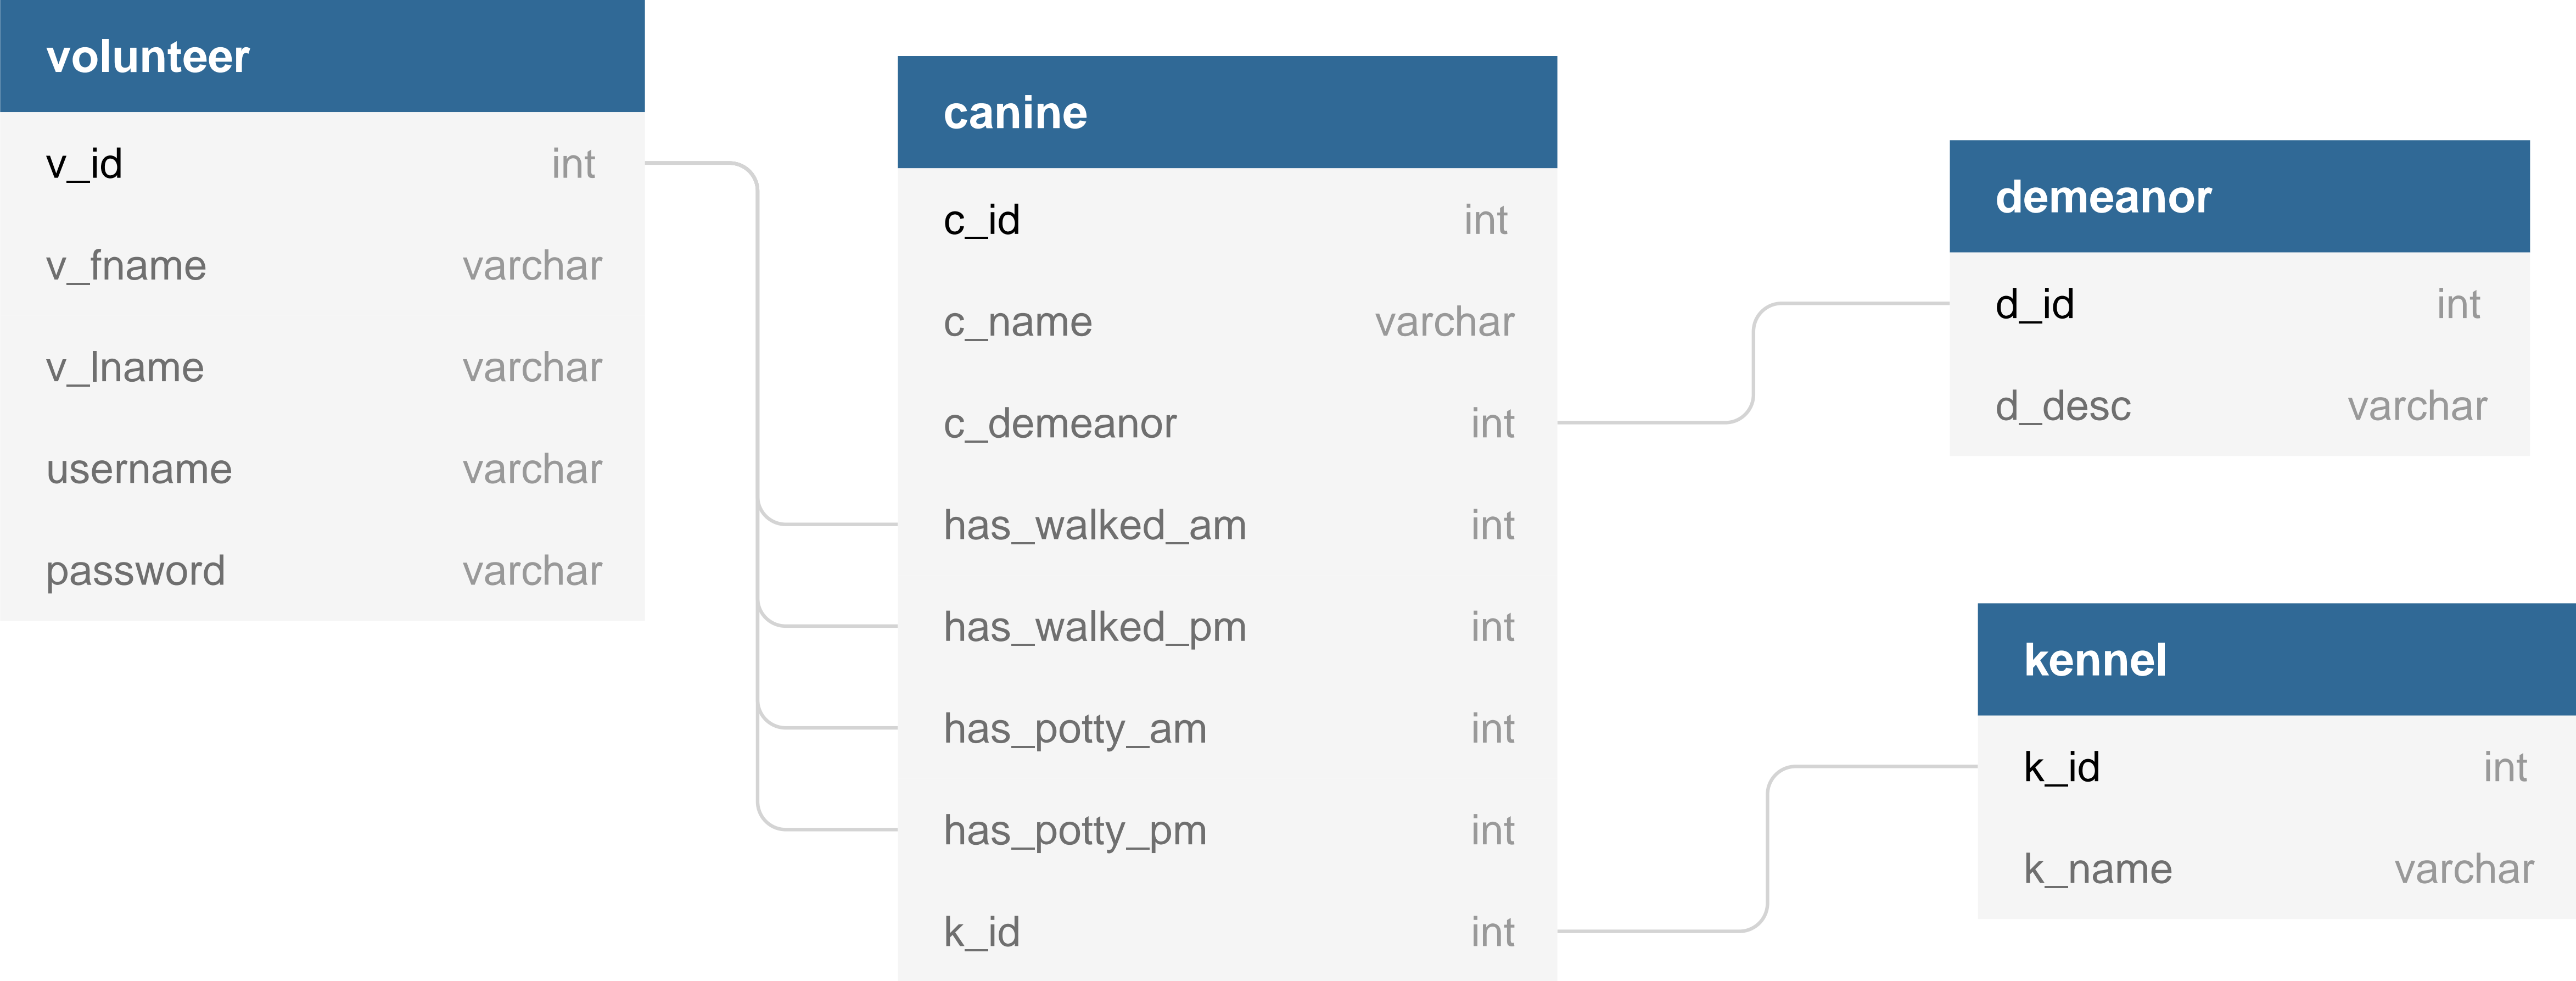 volunteer
v_id int
v_fname varchar
v_lname varchar
username varchar
password varchar
canine
c_id int
c_name varchar
c_demeanor int
has_walked_am int
has_walked_pm int
has_potty_am int
has_potty_pm int
k_id int
demeanor
d_id int
d_desc varchar
kennel
k_id int
k_name varchar